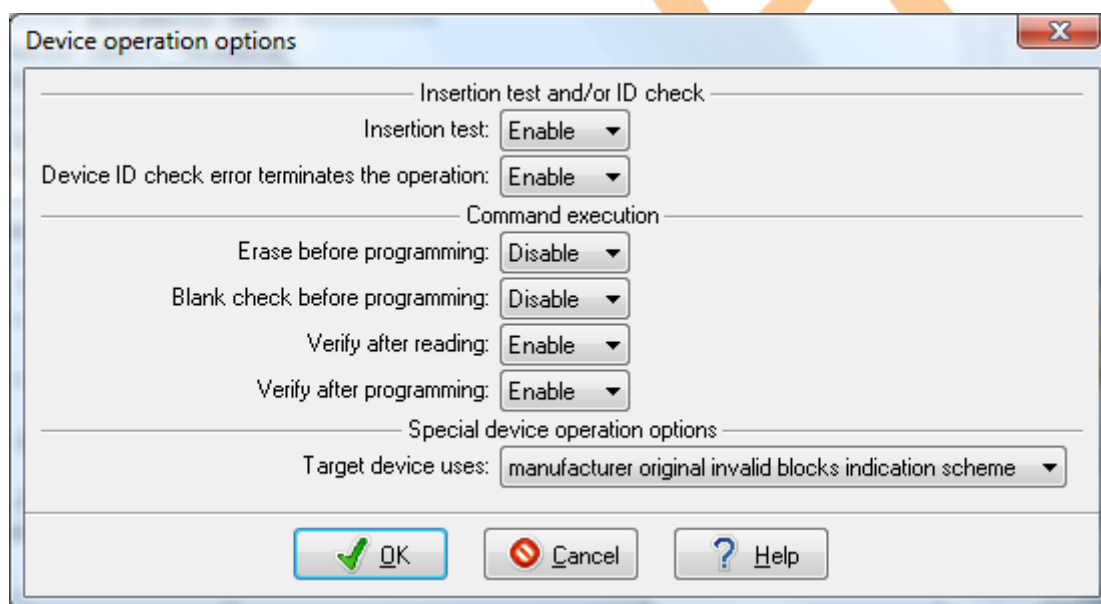 Device operation options
Insertion test and/or ID check
Insertion test: Enable
Device ID check error terminates the operation: Enable
Command execution
Erase before programming: Disable
Blank check before programming: Disable
Verify after reading: Enable
Verify after programming: Enable
Special device operation options
Target device uses: manufacturer original invalid blocks indication scheme
OK Cancel ? Help